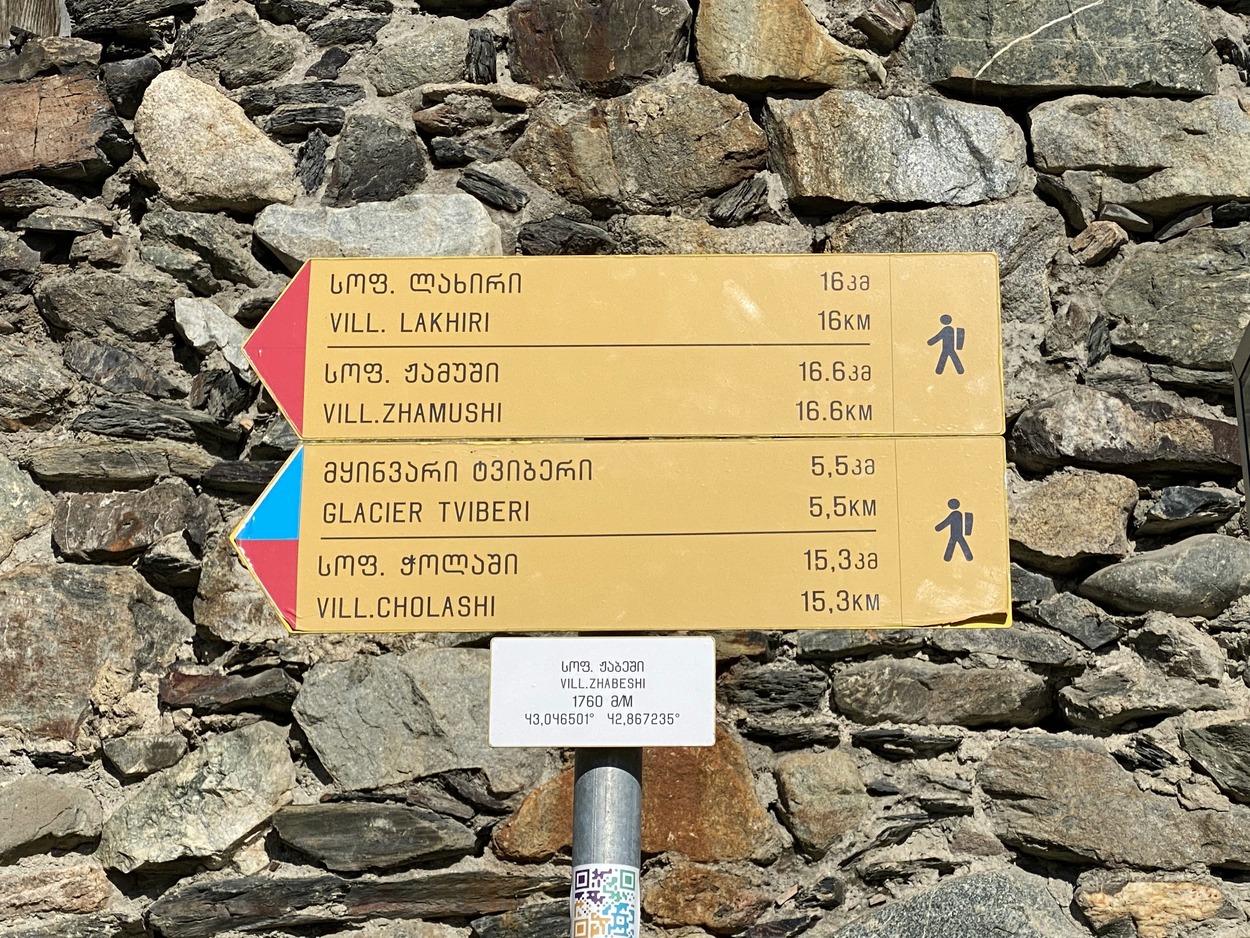 სოფ. ლახირი 16კმ
VILL. LAKHIRI 16KM
სოფ. ჟამუში 16.6კმ
VILL.ZHAMUSHI 16.6KM
მყინვარი ტვიბერი 5,5კმ
GLACIER TVIBERI 5,5KM
სოფ. ჭოლაში 15,3კმ
VILL.CHOLASHI 15,3KM
სოფ. ჟაბეში
VILL.ZHABESHI
1760 მ/M
43,046501° 42,867235°